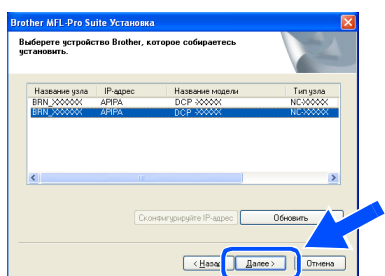 Brother MFL-Pro Suite Установка
Выберете устройство Brother, которое собираетесь
установить.
Название узла IP-адрес Название модели Тип узла
BRN_XXXXXX APIPA DCP -XXXXX NC-XXXXX
BRN_XXXXXX APIPA DCP -XXXXX NC-XXXXX
Сконфигурируйте IP-адрес Обновить
< Назад Далее > Отмена